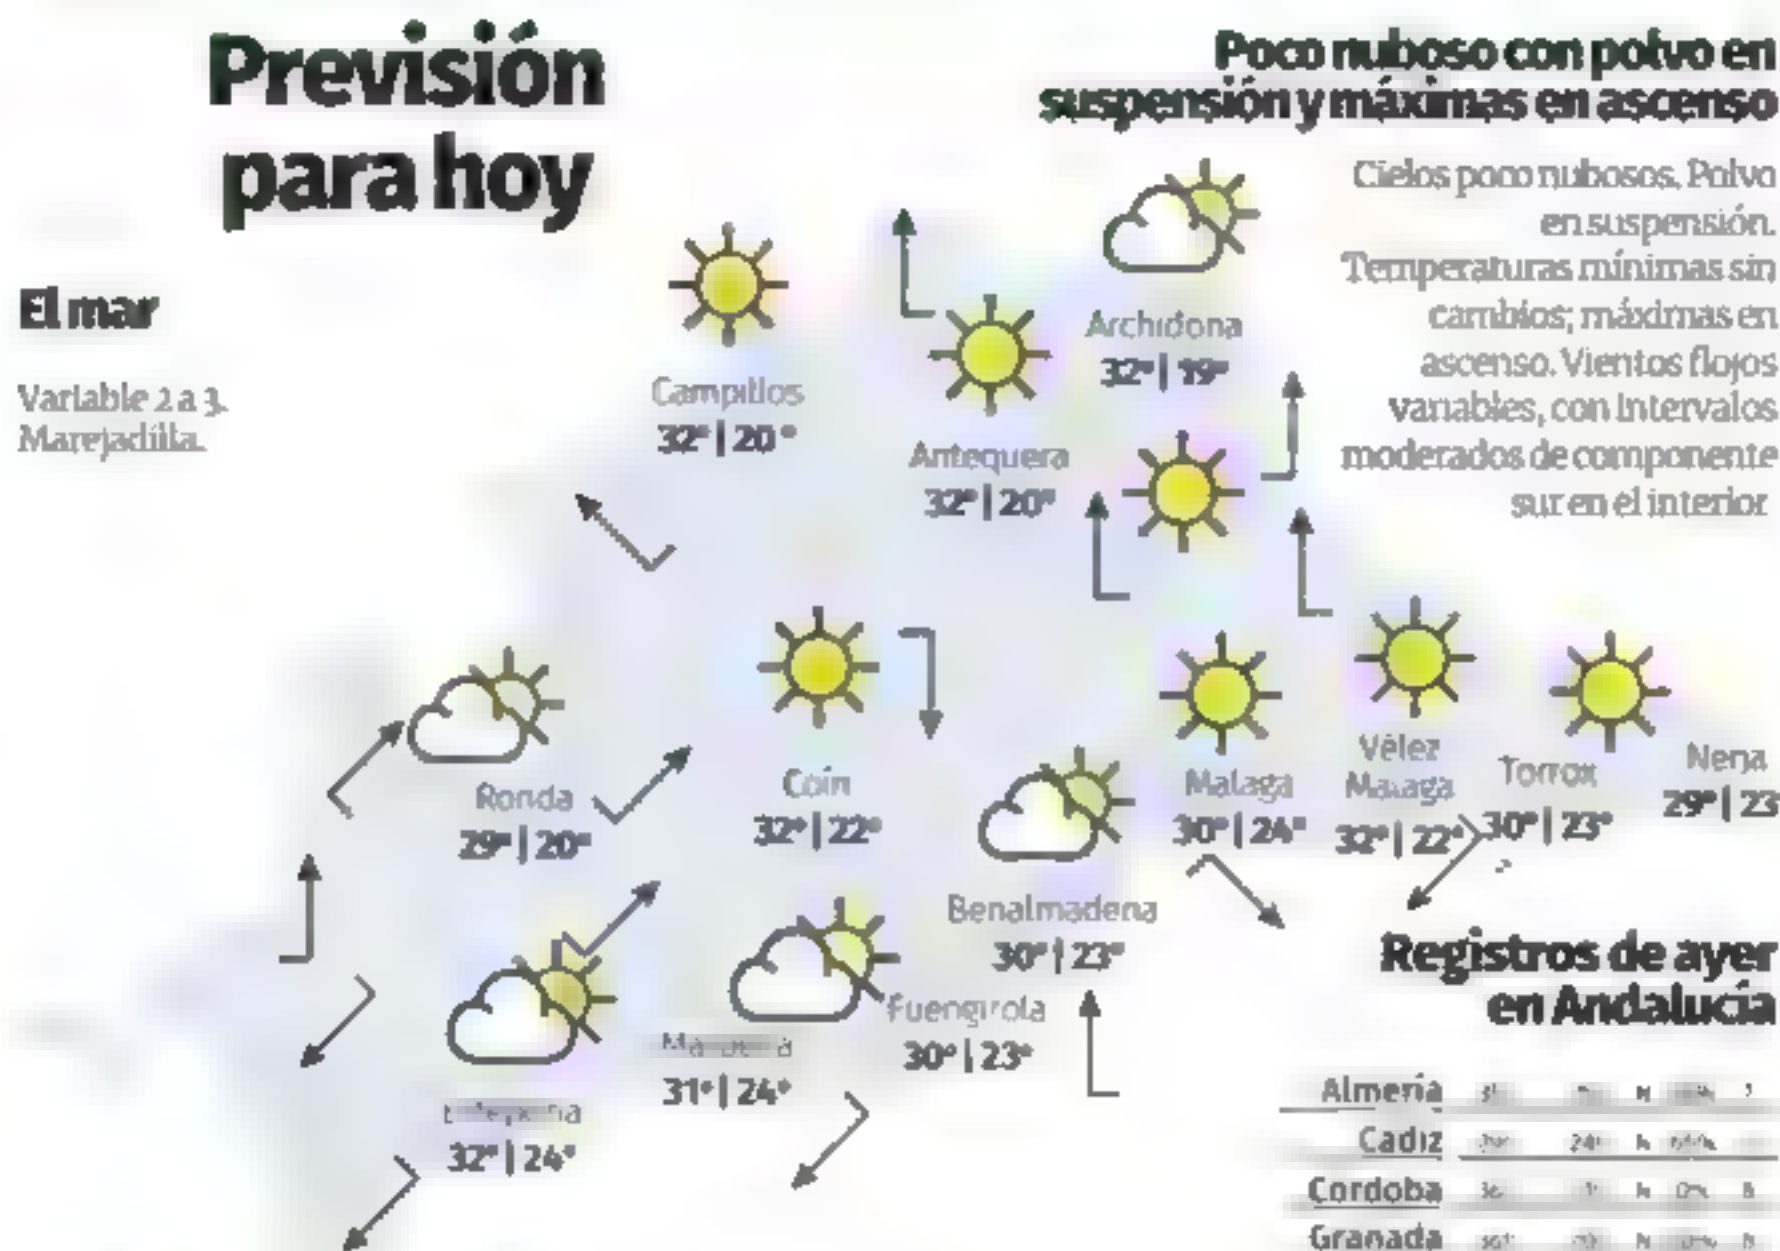 Previsión
para hoy
El mar
Variable 2 a 3.
Marejadilla.
Poco nuboso con polvo en
suspensión y máximas en ascenso
Cielos poco nubosos. Polvo
en suspensión.
Temperaturas mínimas sin
cambios; máximas en
ascenso. Vientos flojos
variables, con intervalos
moderados de componente
sur en el interior
Archidona
32° | 19°
Campillos
32° | 20°
Antequera
32° | 20°
Ronda
29° | 20°
Coín
32° | 22°
Malaga
30° | 24°
Vélez
Malaga
32° | 22°
Torrox
30° | 23°
Nerja
29° | 23
Benalmadena
30° | 23°
Fuengirola
30° | 23°
31° | 24°
32° | 24°
Registros de ayer
en Andalucía
Almería
Cadiz 24° N
Cordoba
Granada